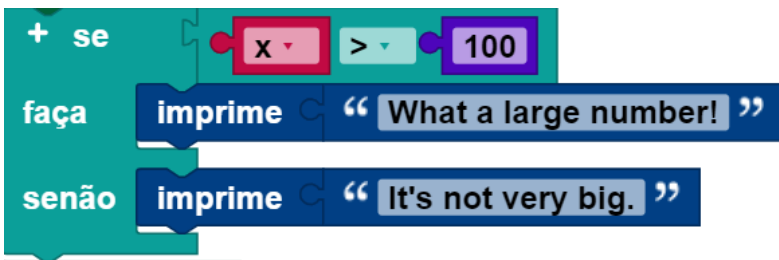 + se x > 100
faça imprime “ What a large number! ”
senão imprime “ It's not very big. ”